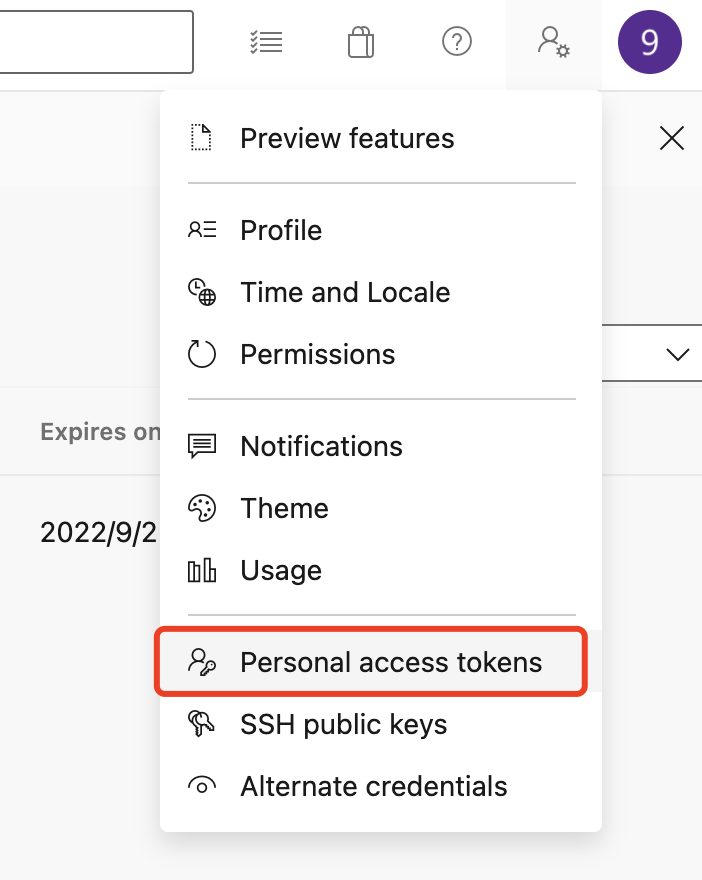 9
Preview features
Profile
Time and Locale
Permissions
Expires on
Notifications
Theme
2022/9/2
Usage
Personal access tokens
SSH public keys
Alternate credentials